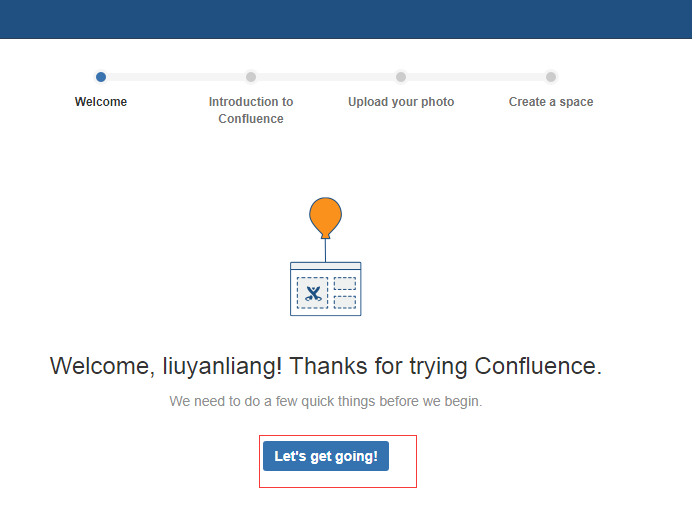 Welcome
Introduction to
Confluence
Upload your photo
Create a space
Welcome, liuyanliang! Thanks for trying Confluence.
We need to do a few quick things before we begin.
Let's get going!